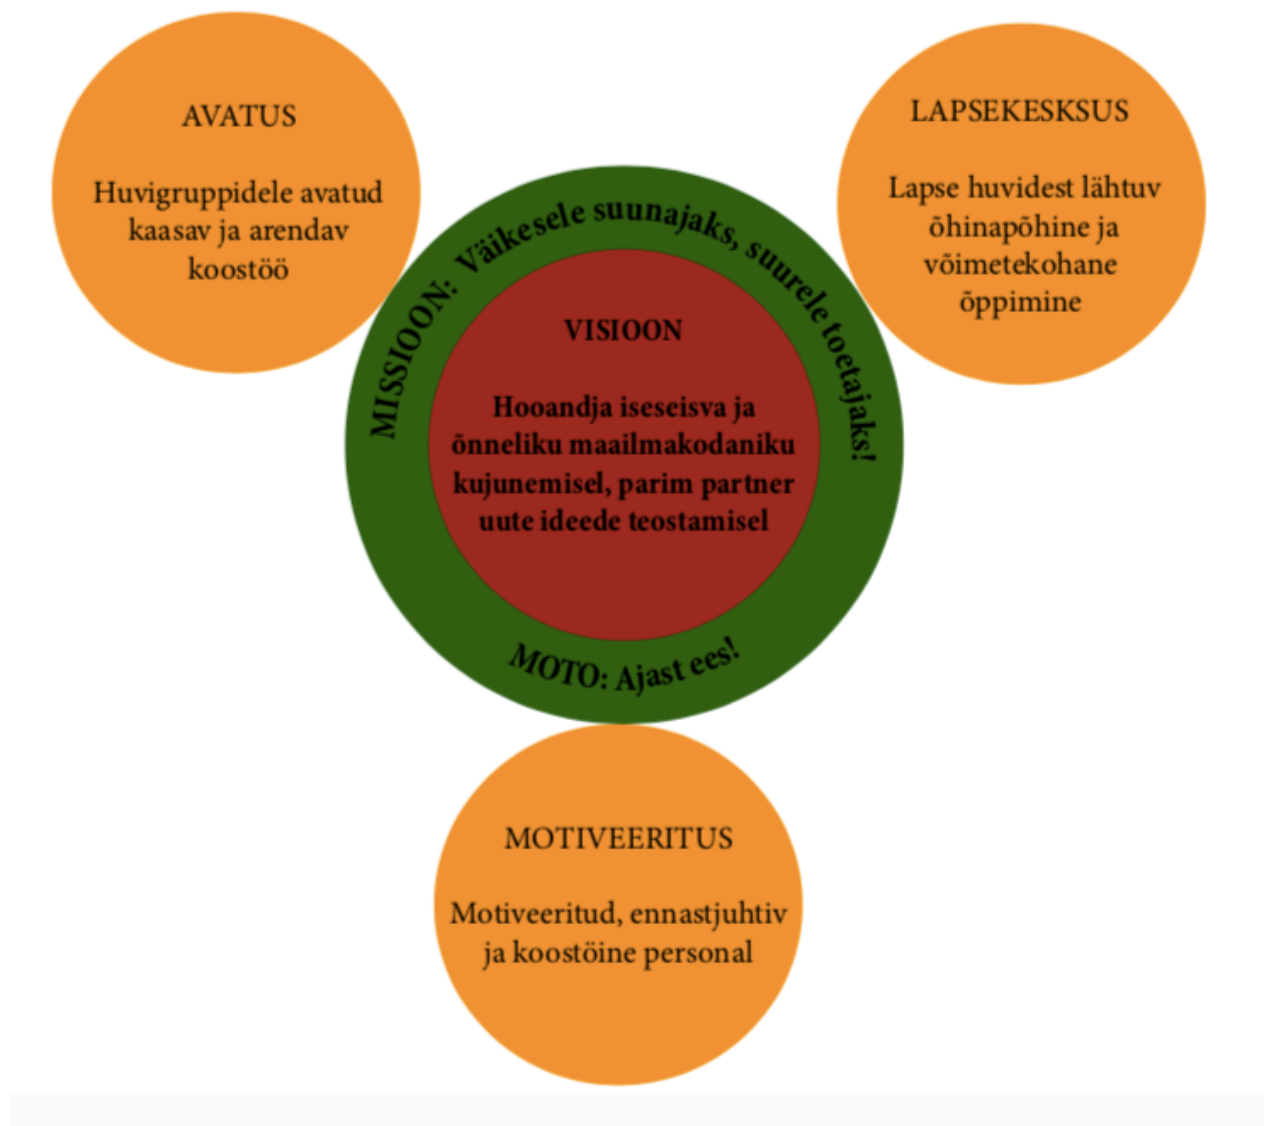 AVATUS
Huvigruppidele avatud
kaasav ja arendav
koostöö
LAPSEKESKSUS
Lapse huvidest lähtuv
õhinapõhine ja
võimetekohane
õppimine
MISSIOON: Väikesele suunajaks, suurele toetajaks!
VISIOON
Hooandja iseseisva ja
õnneliku maailmakodaniku
kujunemisel, parim partner
uute ideede teostamisel
MOTO: Ajast ees!
MOTIVEERITUS
Motiveeritud, ennastjuhtiv
ja koostöine personal